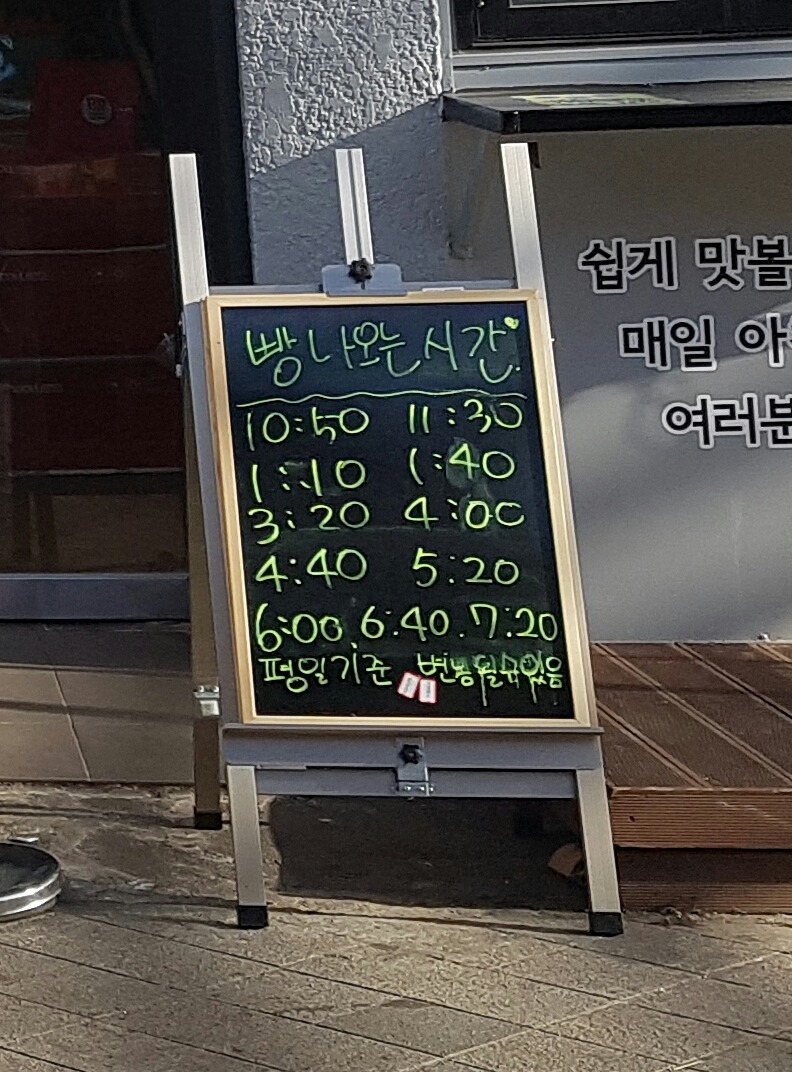 빵 나오는 시간
10:50 11:30
1:10 1:40
3:20 4:00
4:40 5:20
6:00. 6:40. 7:20
평일기준 변동될수있음
쉽게 맛볼
매일 아
여러분